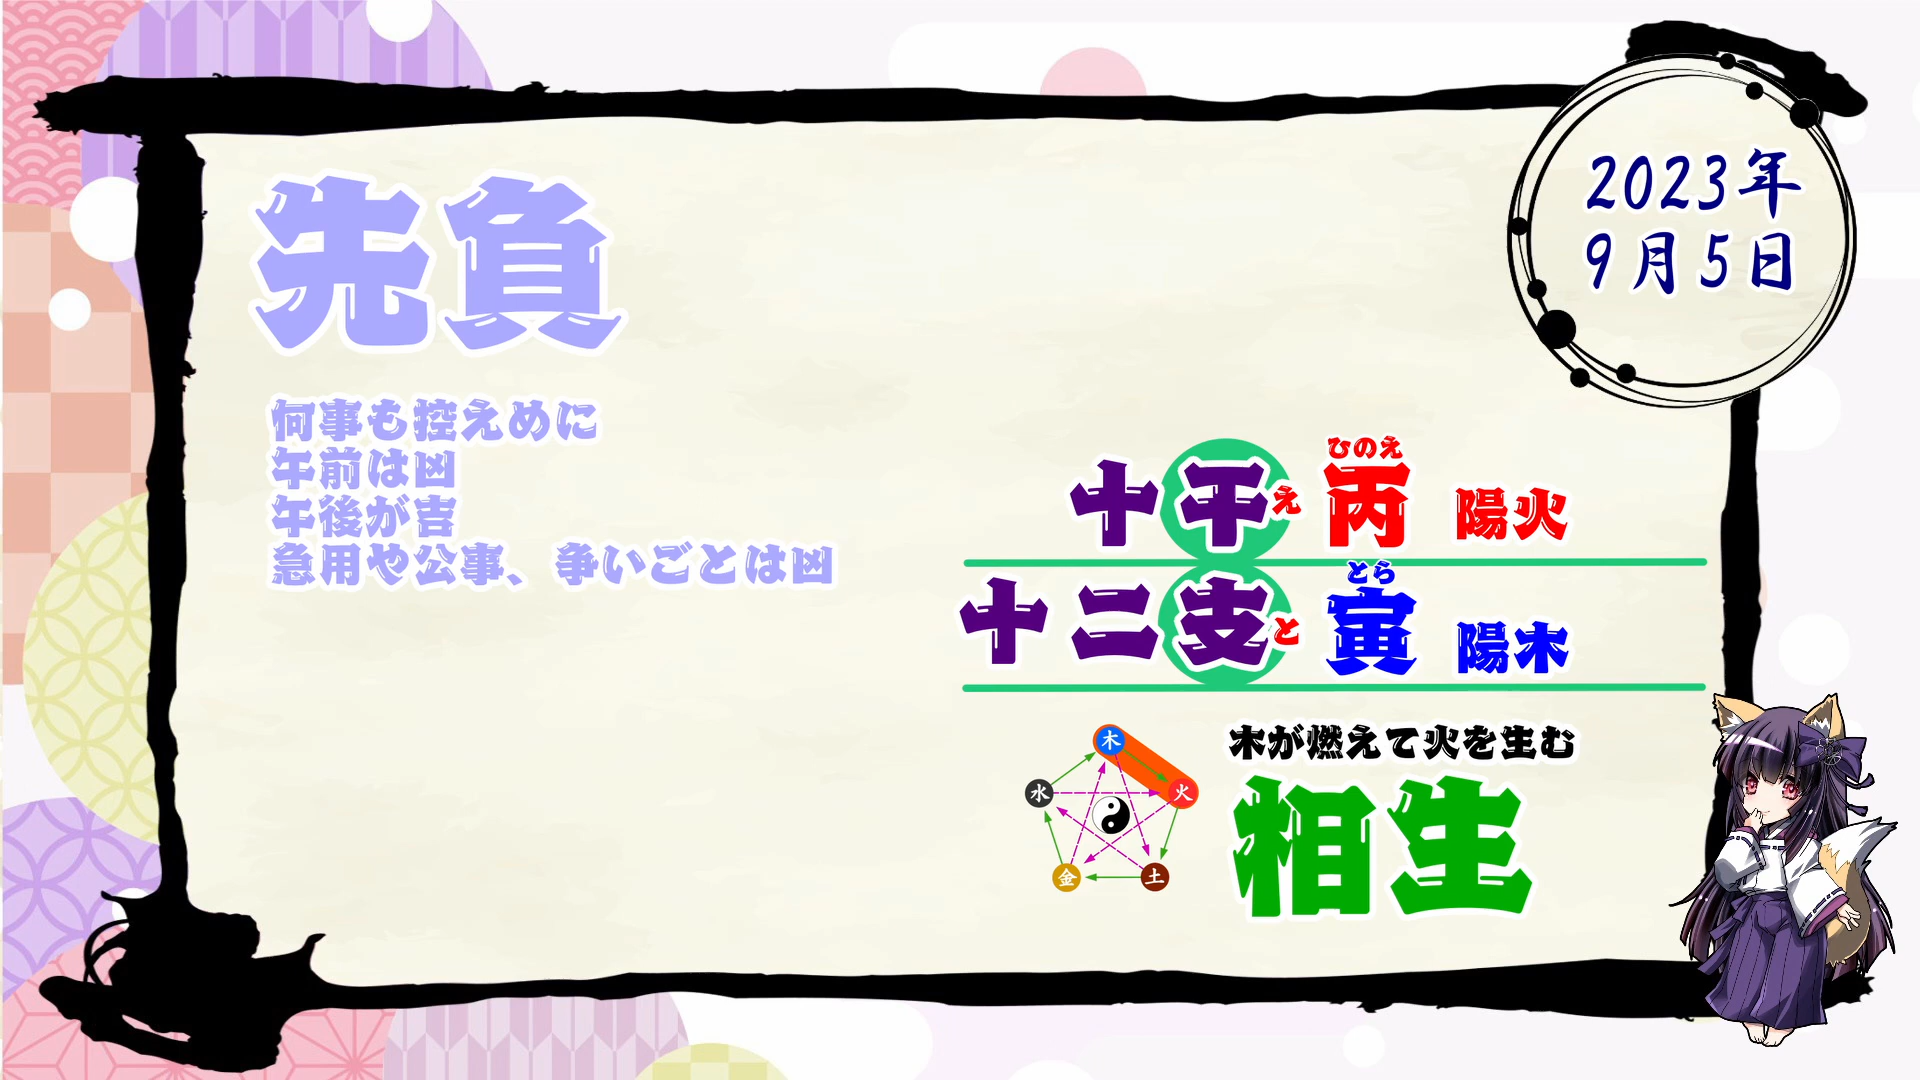 2023年
9月5日
先負
何事も控えめに
午前は凶
午後が吉
急用や公事、争いごとは凶
ひのえ
十干え 丙 陽火
とら
十二支と 寅 陽木
木が燃えて火を生む
相生
木
水
火
金
土